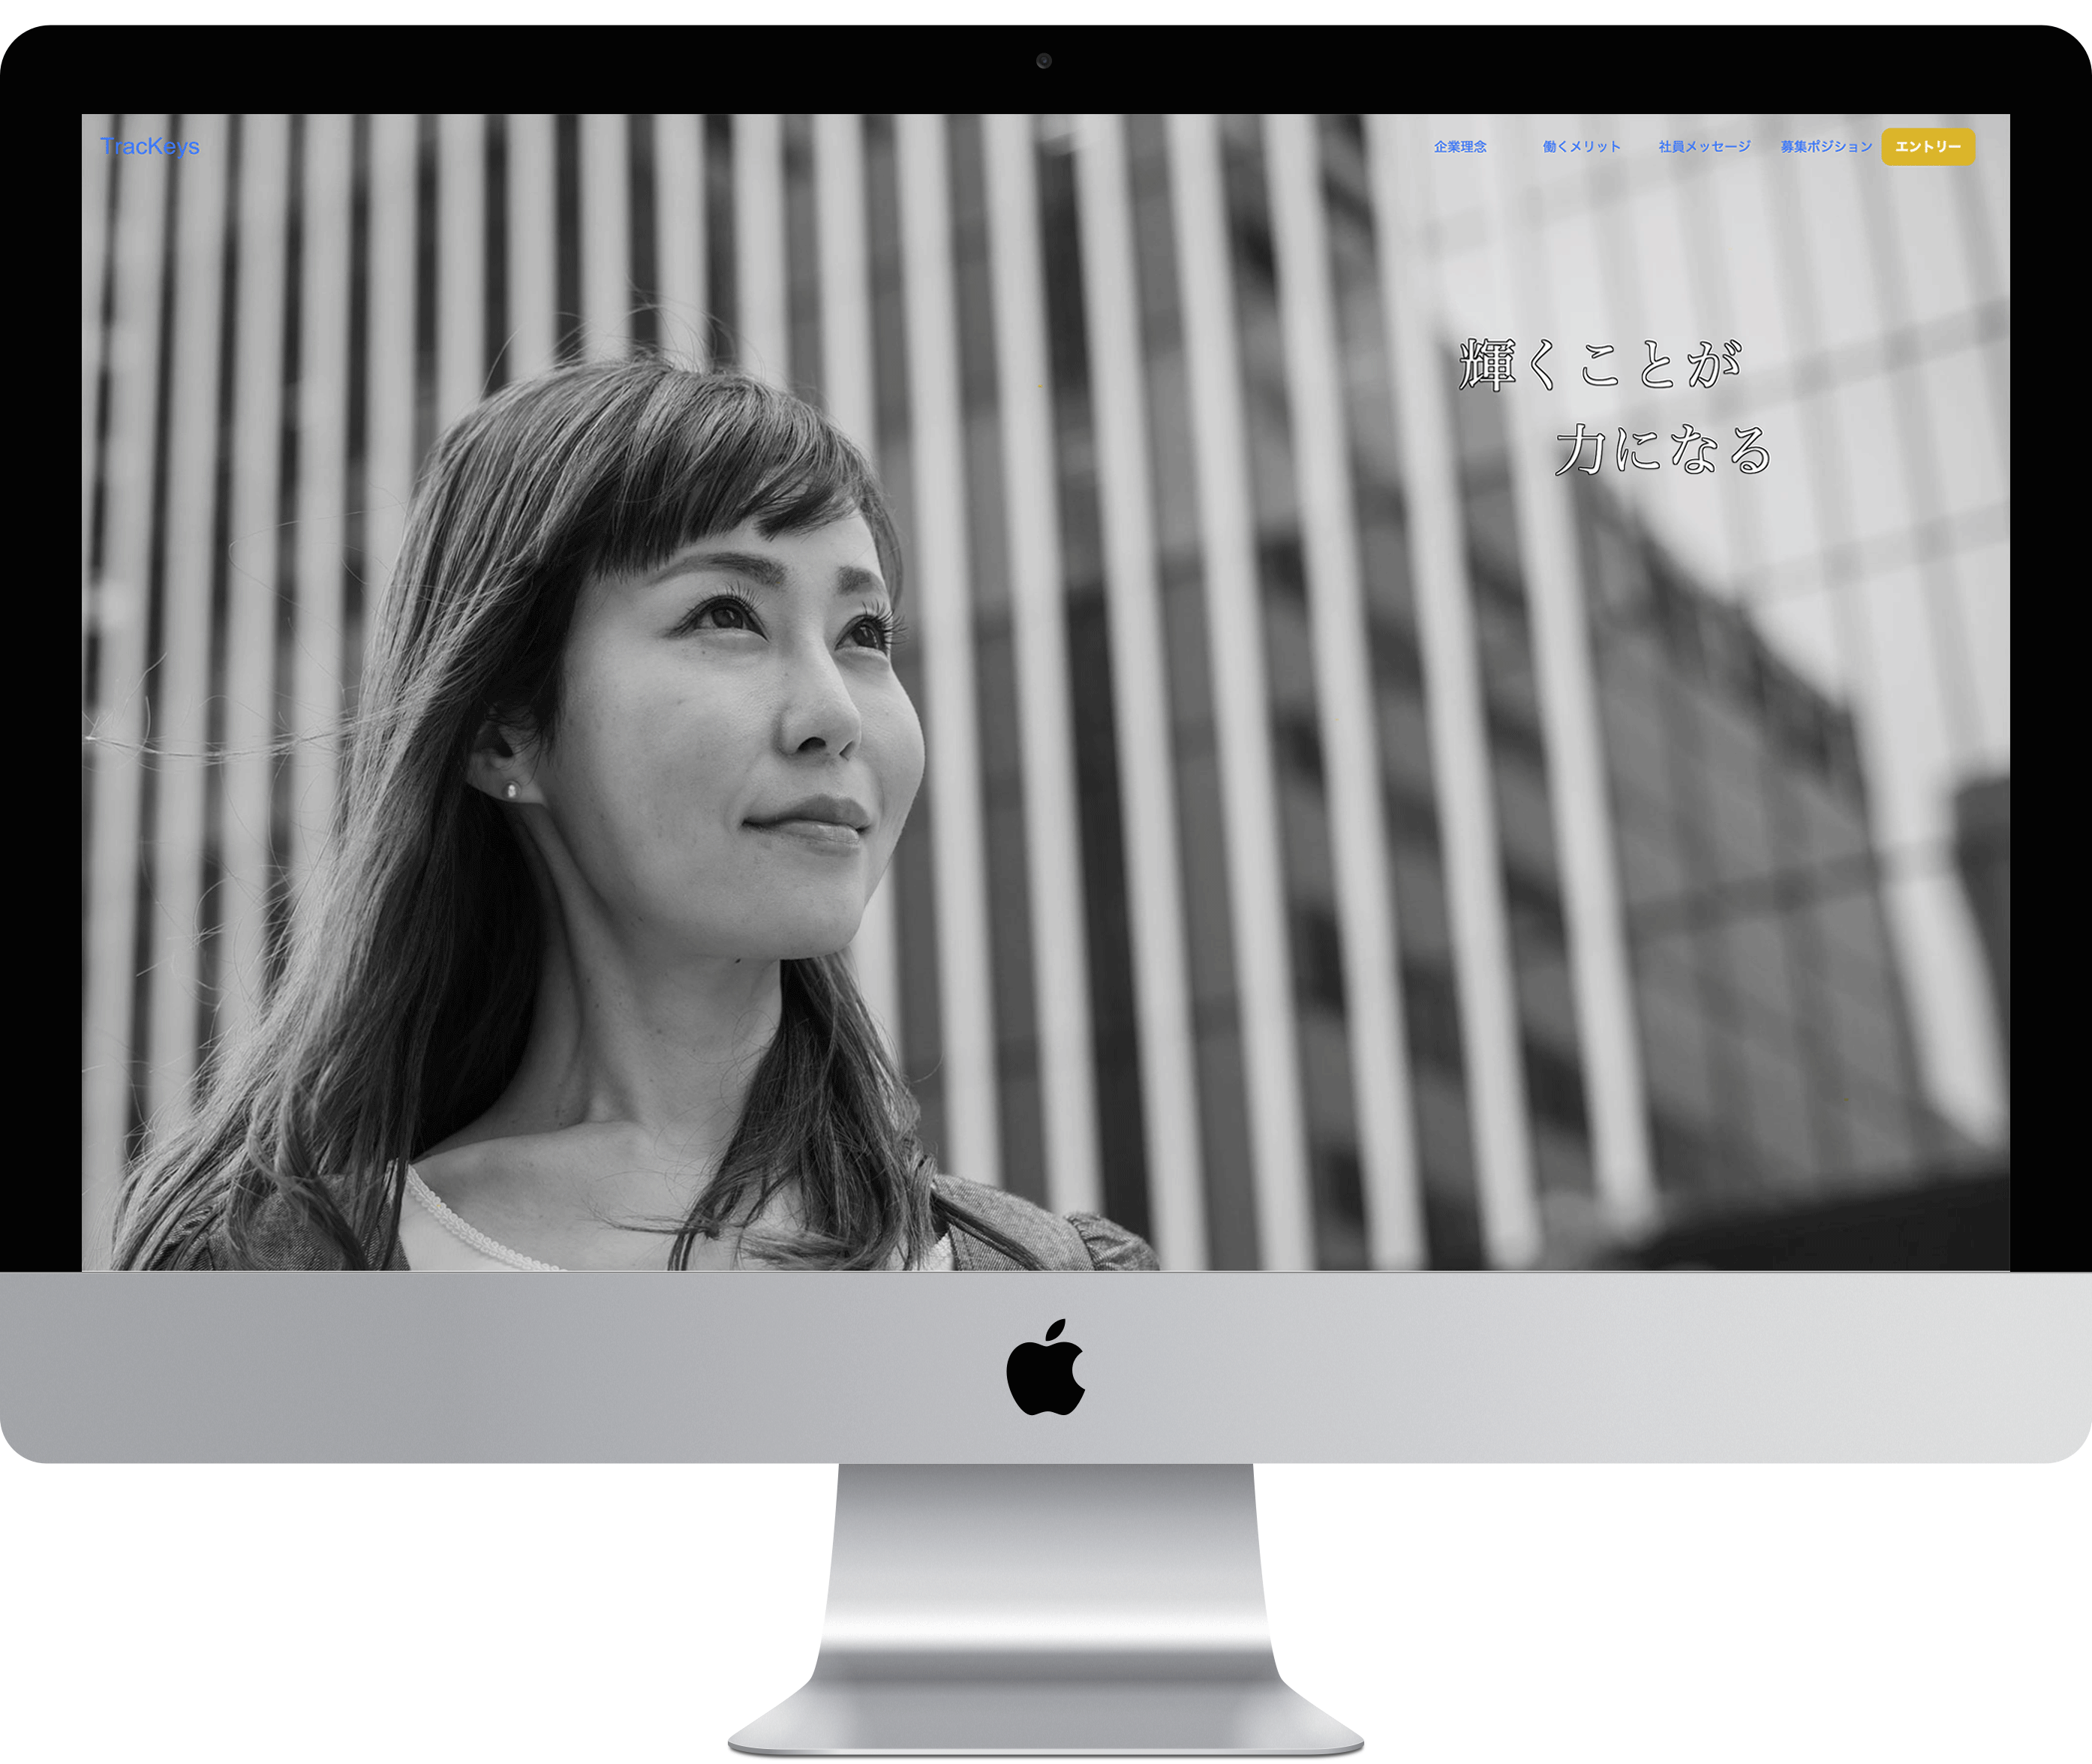 TracKeys
企業理念 働くメリット 社員メッセージ 募集ポジション エントリー
輝くことが
力になる